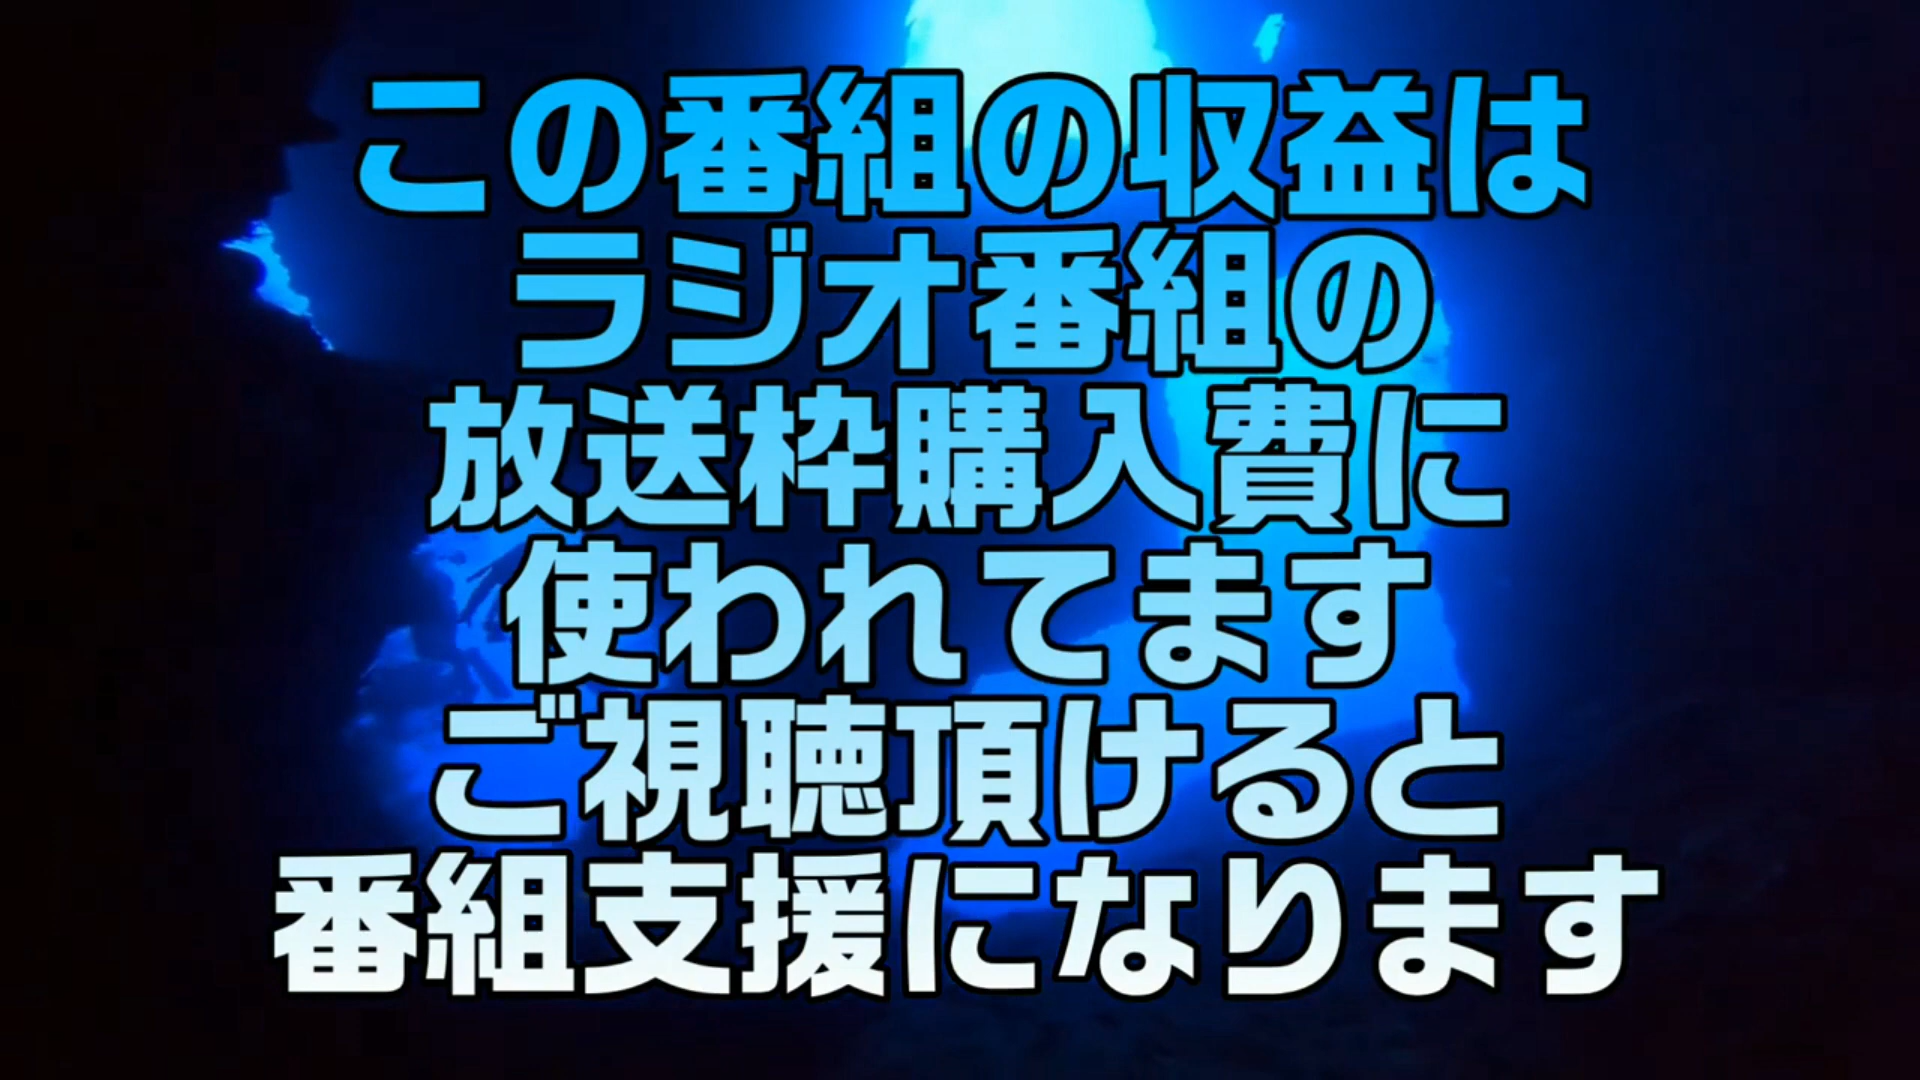 この番組の収益は
ラジオ番組の
放送枠購入費に
使われてます
ご視聴頂けると
番組支援になります